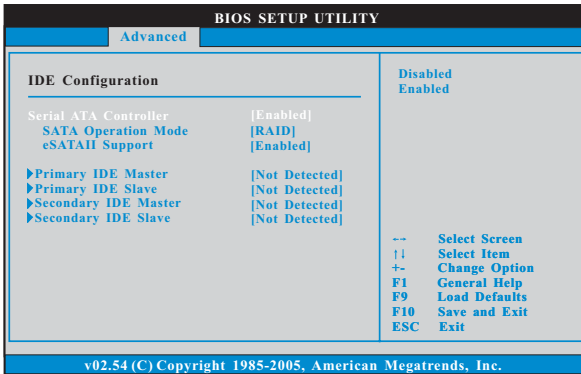 BIOS SETUP UTILITY
Advanced
IDE Configuration
Serial ATA Controller [Enabled]
SATA Operation Mode [RAID]
eSATAII Support [Enabled]
Primary IDE Master [Not Detected]
Primary IDE Slave [Not Detected]
Secondary IDE Master [Not Detected]
Secondary IDE Slave [Not Detected]
Disabled
Enabled
←→ Select Screen
↑↓ Select Item
+- Change Option
F1 General Help
F9 Load Defaults
F10 Save and Exit
ESC Exit
v02.54 (C) Copyright 1985-2005, American Megatrends, Inc.